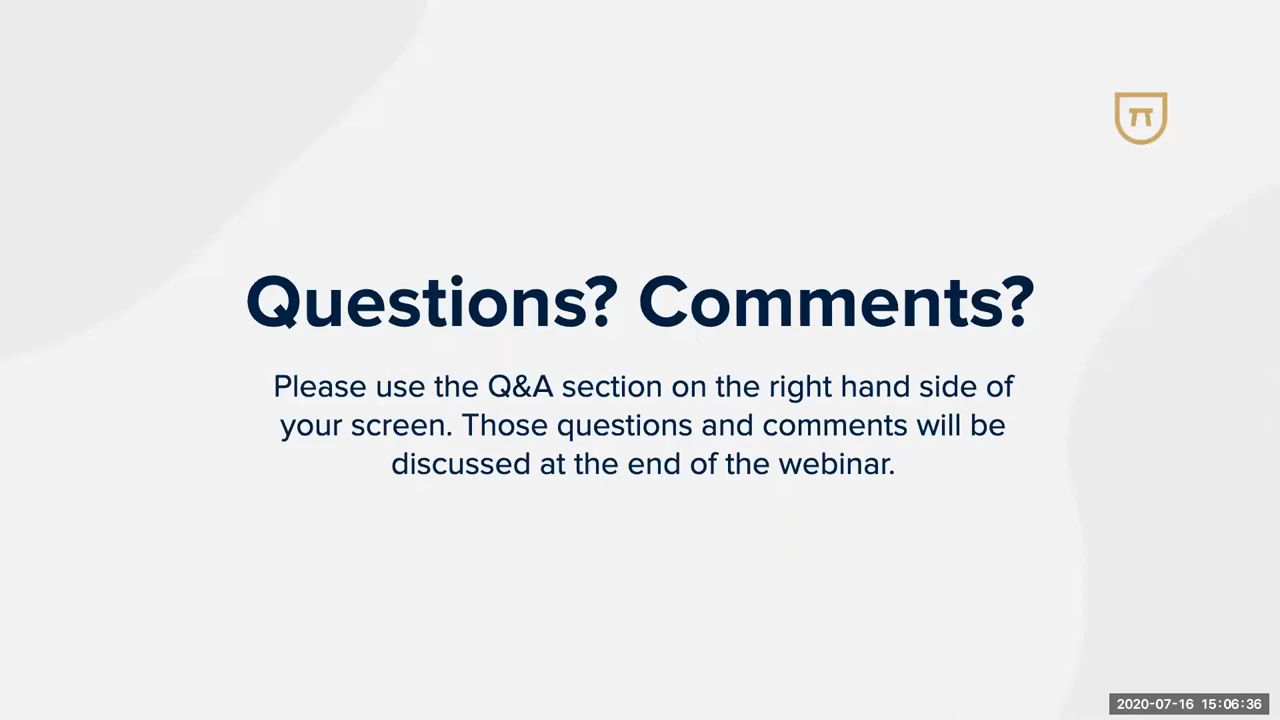 Questions? Comments?
Please use the Q&A section on the right hand side of
your screen. Those questions and comments will be
discussed at the end of the webinar.
2020-07-16 15:06:36